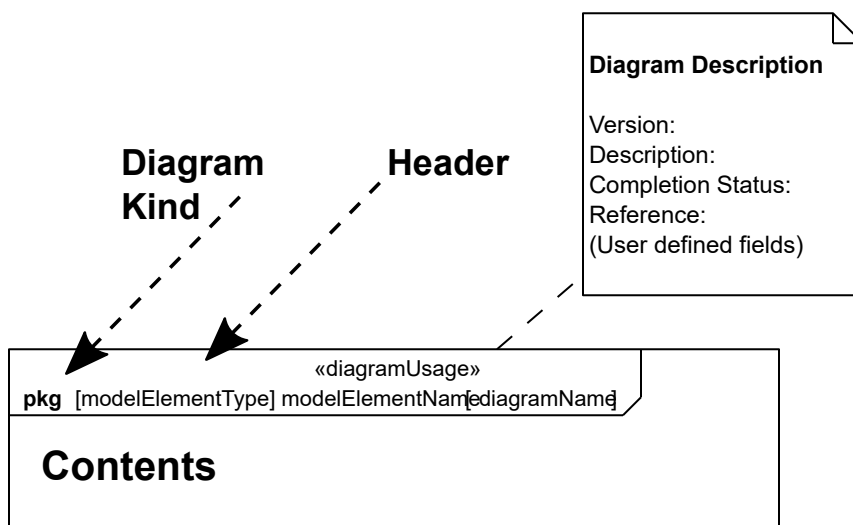 Diagram Description
Version:
Description:
Completion Status:
Reference:
(User defined fields)
Diagram
Kind
Header
«diagramUsage»
pkg [modelElementType] modelElementName[diagramName]
Contents